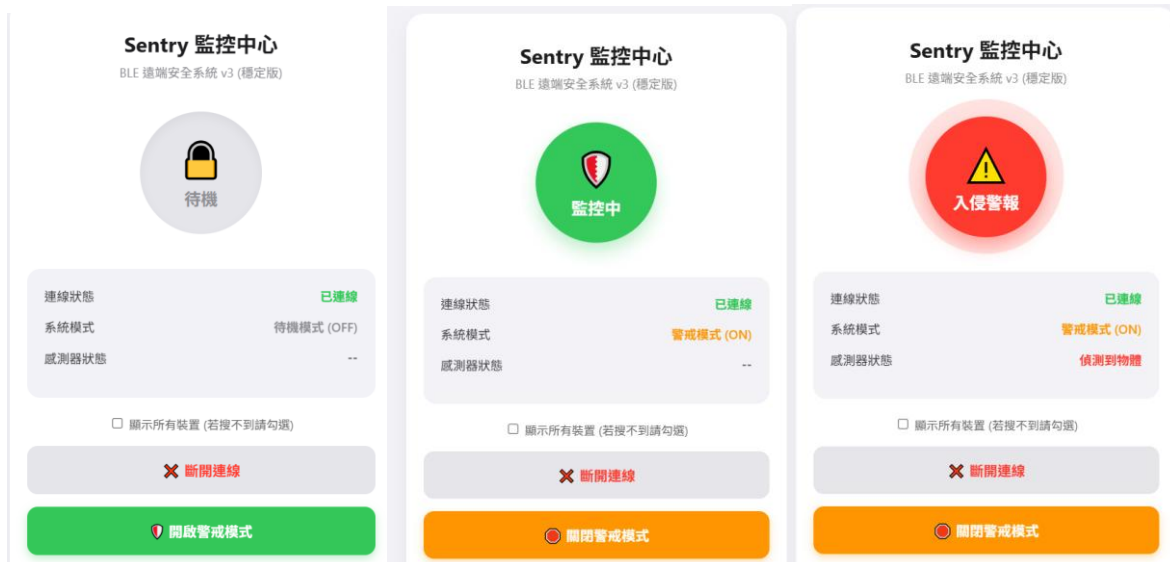 Sentry 監控中心
BLE 遠端安全系統 v3 (穩定版)
待機
連線狀態 已連線
系統模式 待機模式 (OFF)
感測器狀態 --
顯示所有裝置 (若搜不到請勾選)
斷開連線
開啟警戒模式
Sentry 監控中心
BLE 遠端安全系統 v3 (穩定版)
監控中
連線狀態 已連線
系統模式 警戒模式 (ON)
感測器狀態 --
顯示所有裝置 (若搜不到請勾選)
斷開連線
關閉警戒模式
Sentry 監控中心
BLE 遠端安全系統 v3 (穩定版)
入侵警報
連線狀態 已連線
系統模式 警戒模式 (ON)
感測器狀態 偵測到物體
顯示所有裝置 (若搜不到請勾選)
斷開連線
關閉警戒模式